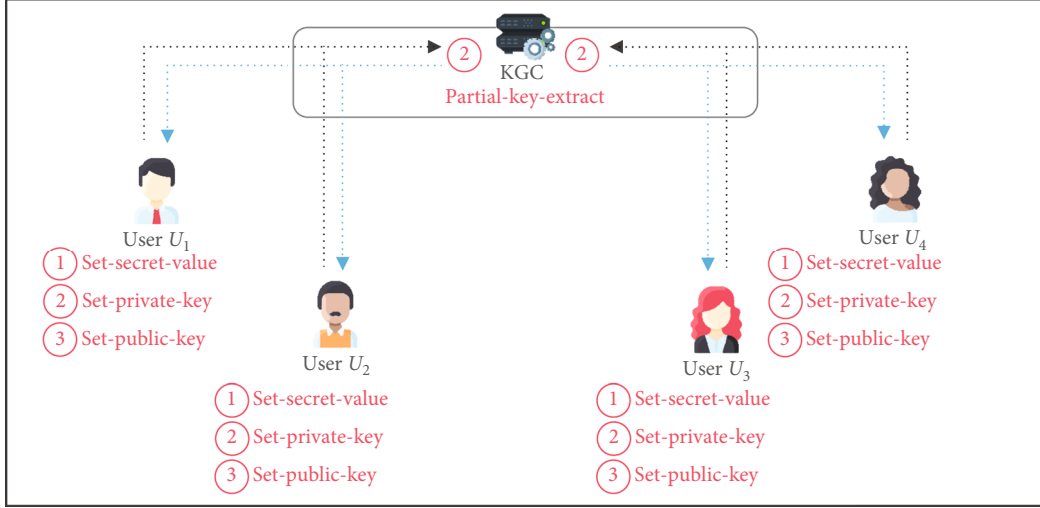 2
2
KGC
Partial-key-extract
User U1
1 Set-secret-value
2 Set-private-key
3 Set-public-key
User U2
1 Set-secret-value
2 Set-private-key
3 Set-public-key
User U3
1 Set-secret-value
2 Set-private-key
3 Set-public-key
User U4
1 Set-secret-value
2 Set-private-key
3 Set-public-key